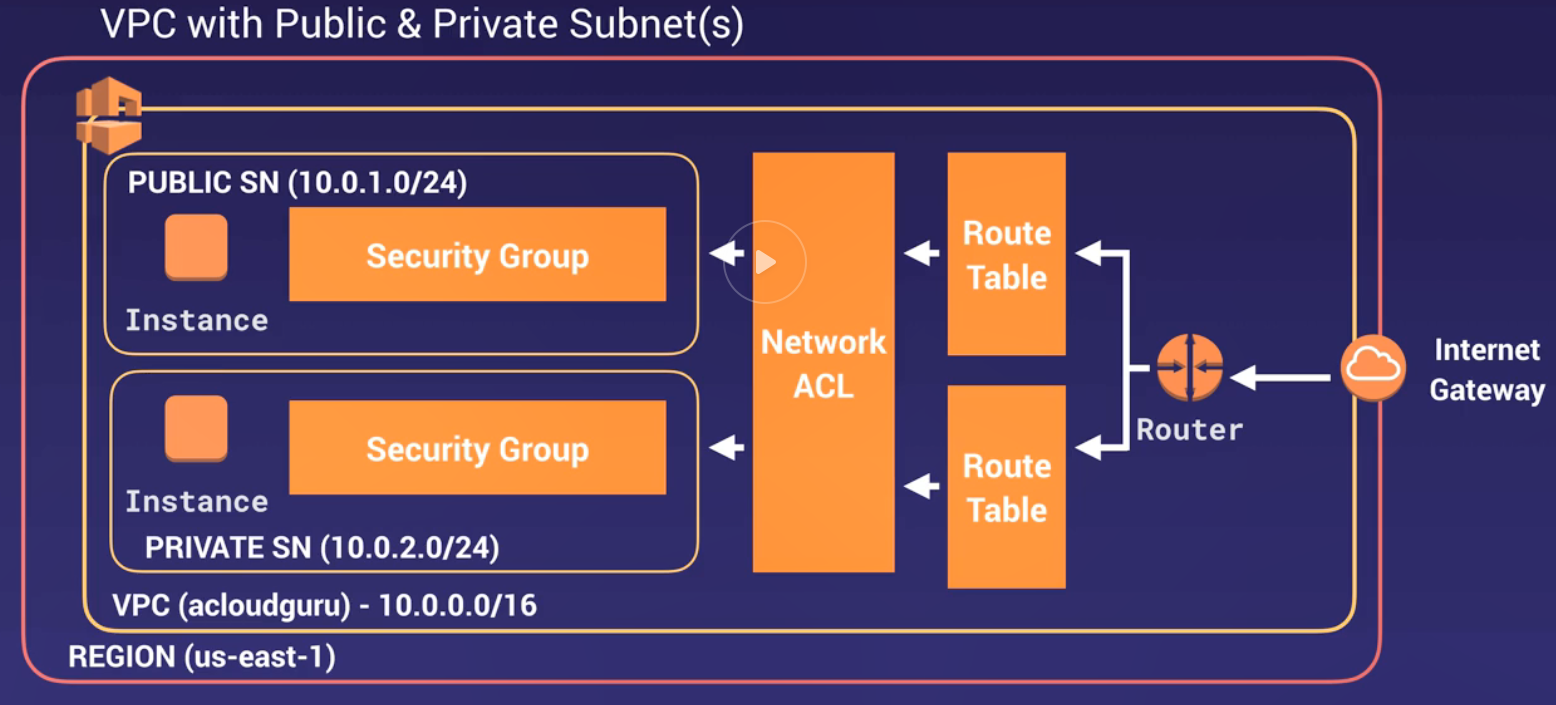 VPC with Public & Private Subnet(s)
PUBLIC SN (10.0.1.0/24)
Security Group
Instance
Security Group
Instance
PRIVATE SN (10.0.2.0/24)
Network
ACL
Route
Table
Route
Table
Router
Internet
Gateway
VPC (acloudguru) - 10.0.0.0/16
REGION (us-east-1)